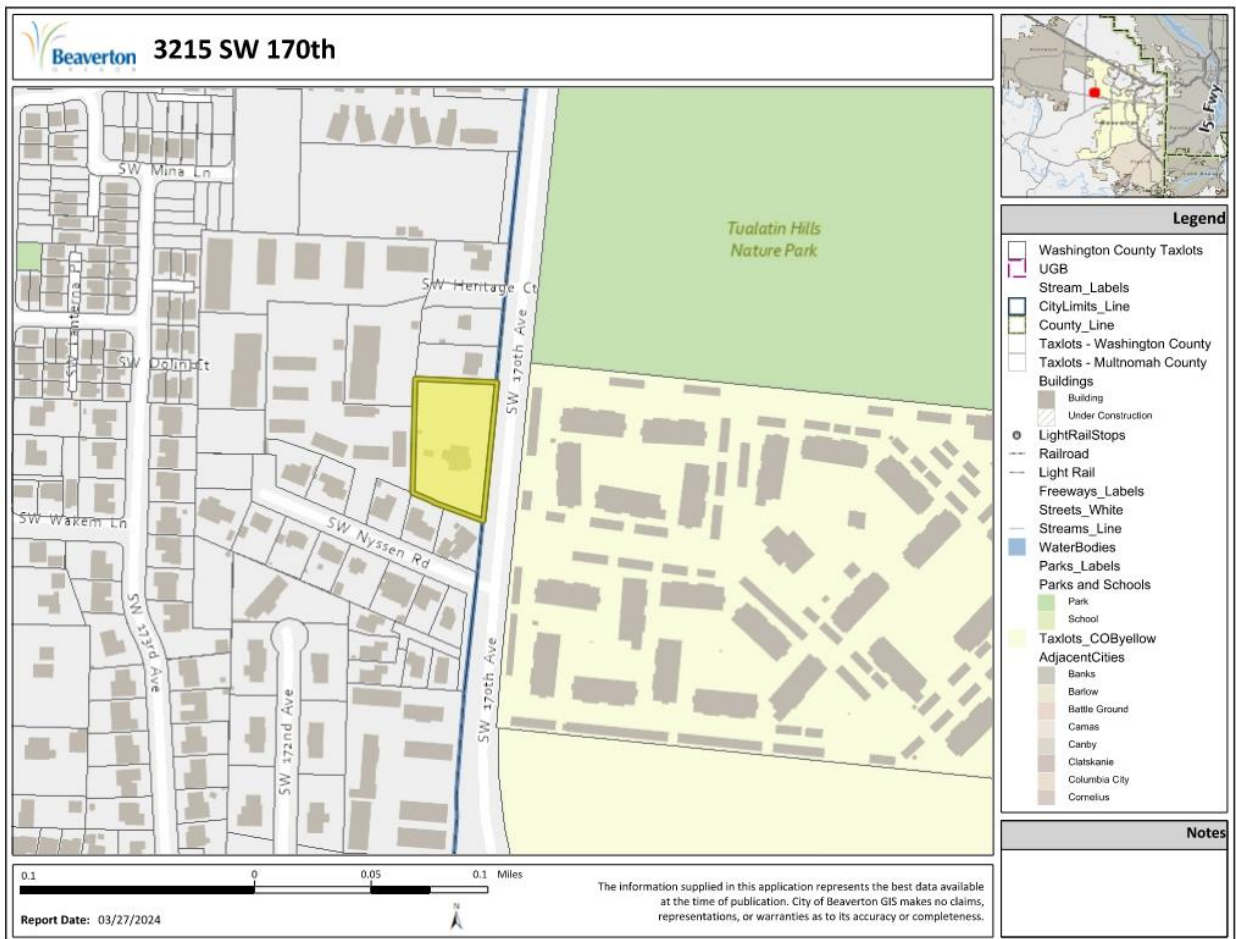 Beaverton
OREGON
3215 SW 170th
I5 Fwy
SW Mina Ln
Tualatin Hills
Nature Park
SW Heritage Ct
SW 170th Ave
SW Dolin Ct
SW Nyssen Rd
SW Wakem Ln
SW 173rd Ave
SW 172nd Ave
SW 170th Ave
Legend
Washington County Taxlots
UGB
Stream_Labels
CityLimits_Line
County_Line
Taxlots - Washington County
Taxlots - Multnomah County
Buildings
Building
Under Construction
LightRailStops
Railroad
Light Rail
Freeways_Labels
Streets_White
Streams_Line
WaterBodies
Parks_Labels
Parks and Schools
Park
School
Taxlots_COByellow
AdjacentCities
Banks
Barlow
Battle Ground
Camas
Canby
Clatskanie
Columbia City
Cornelius
Notes
0.1 0 0.05 0.1 Miles
N
Report Date: 03/27/2024
The information supplied in this application represents the best data available
at the time of publication. City of Beaverton GIS makes no claims,
representations, or warranties as to its accuracy or completeness.